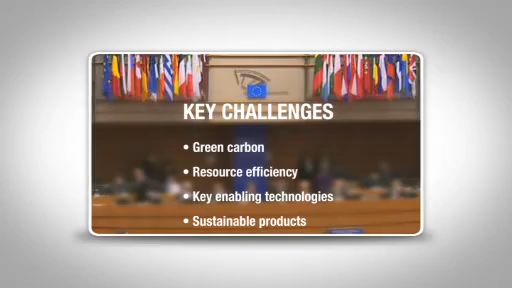 KEY CHALLENGES
• Green carbon
• Resource efficiency
• Key enabling technologies
• Sustainable products